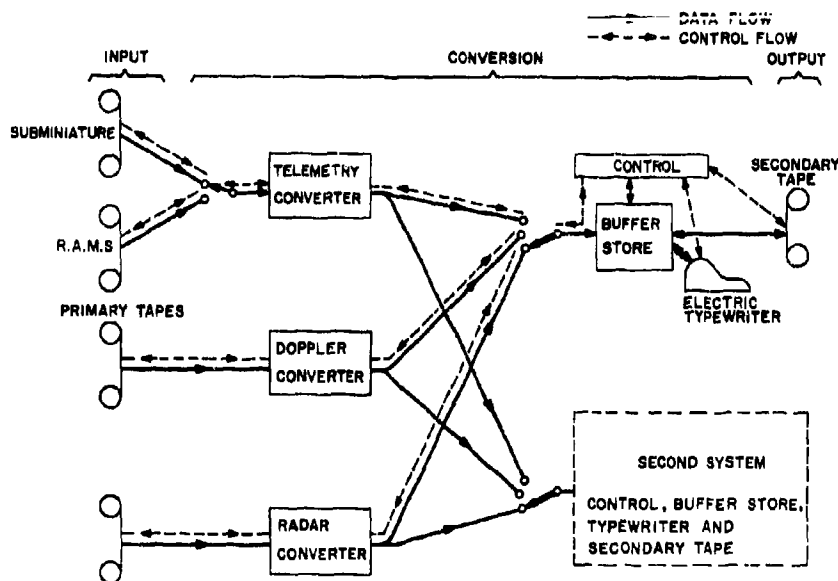 DATA FLOW
CONTROL FLOW
INPUT
CONVERSION
OUTPUT
SUBMINIATURE
TELEMETRY
CONVERTER
CONTROL
SECONDARY
TAPE
R.A.M.S
BUFFER
STORE
ELECTRIC
TYPEWRITER
PRIMARY TAPES
DOPPLER
CONVERTER
SECOND SYSTEM
CONTROL, BUFFER STORE,
TYPEWRITER AND
SECONDARY TAPE
RADAR
CONVERTER